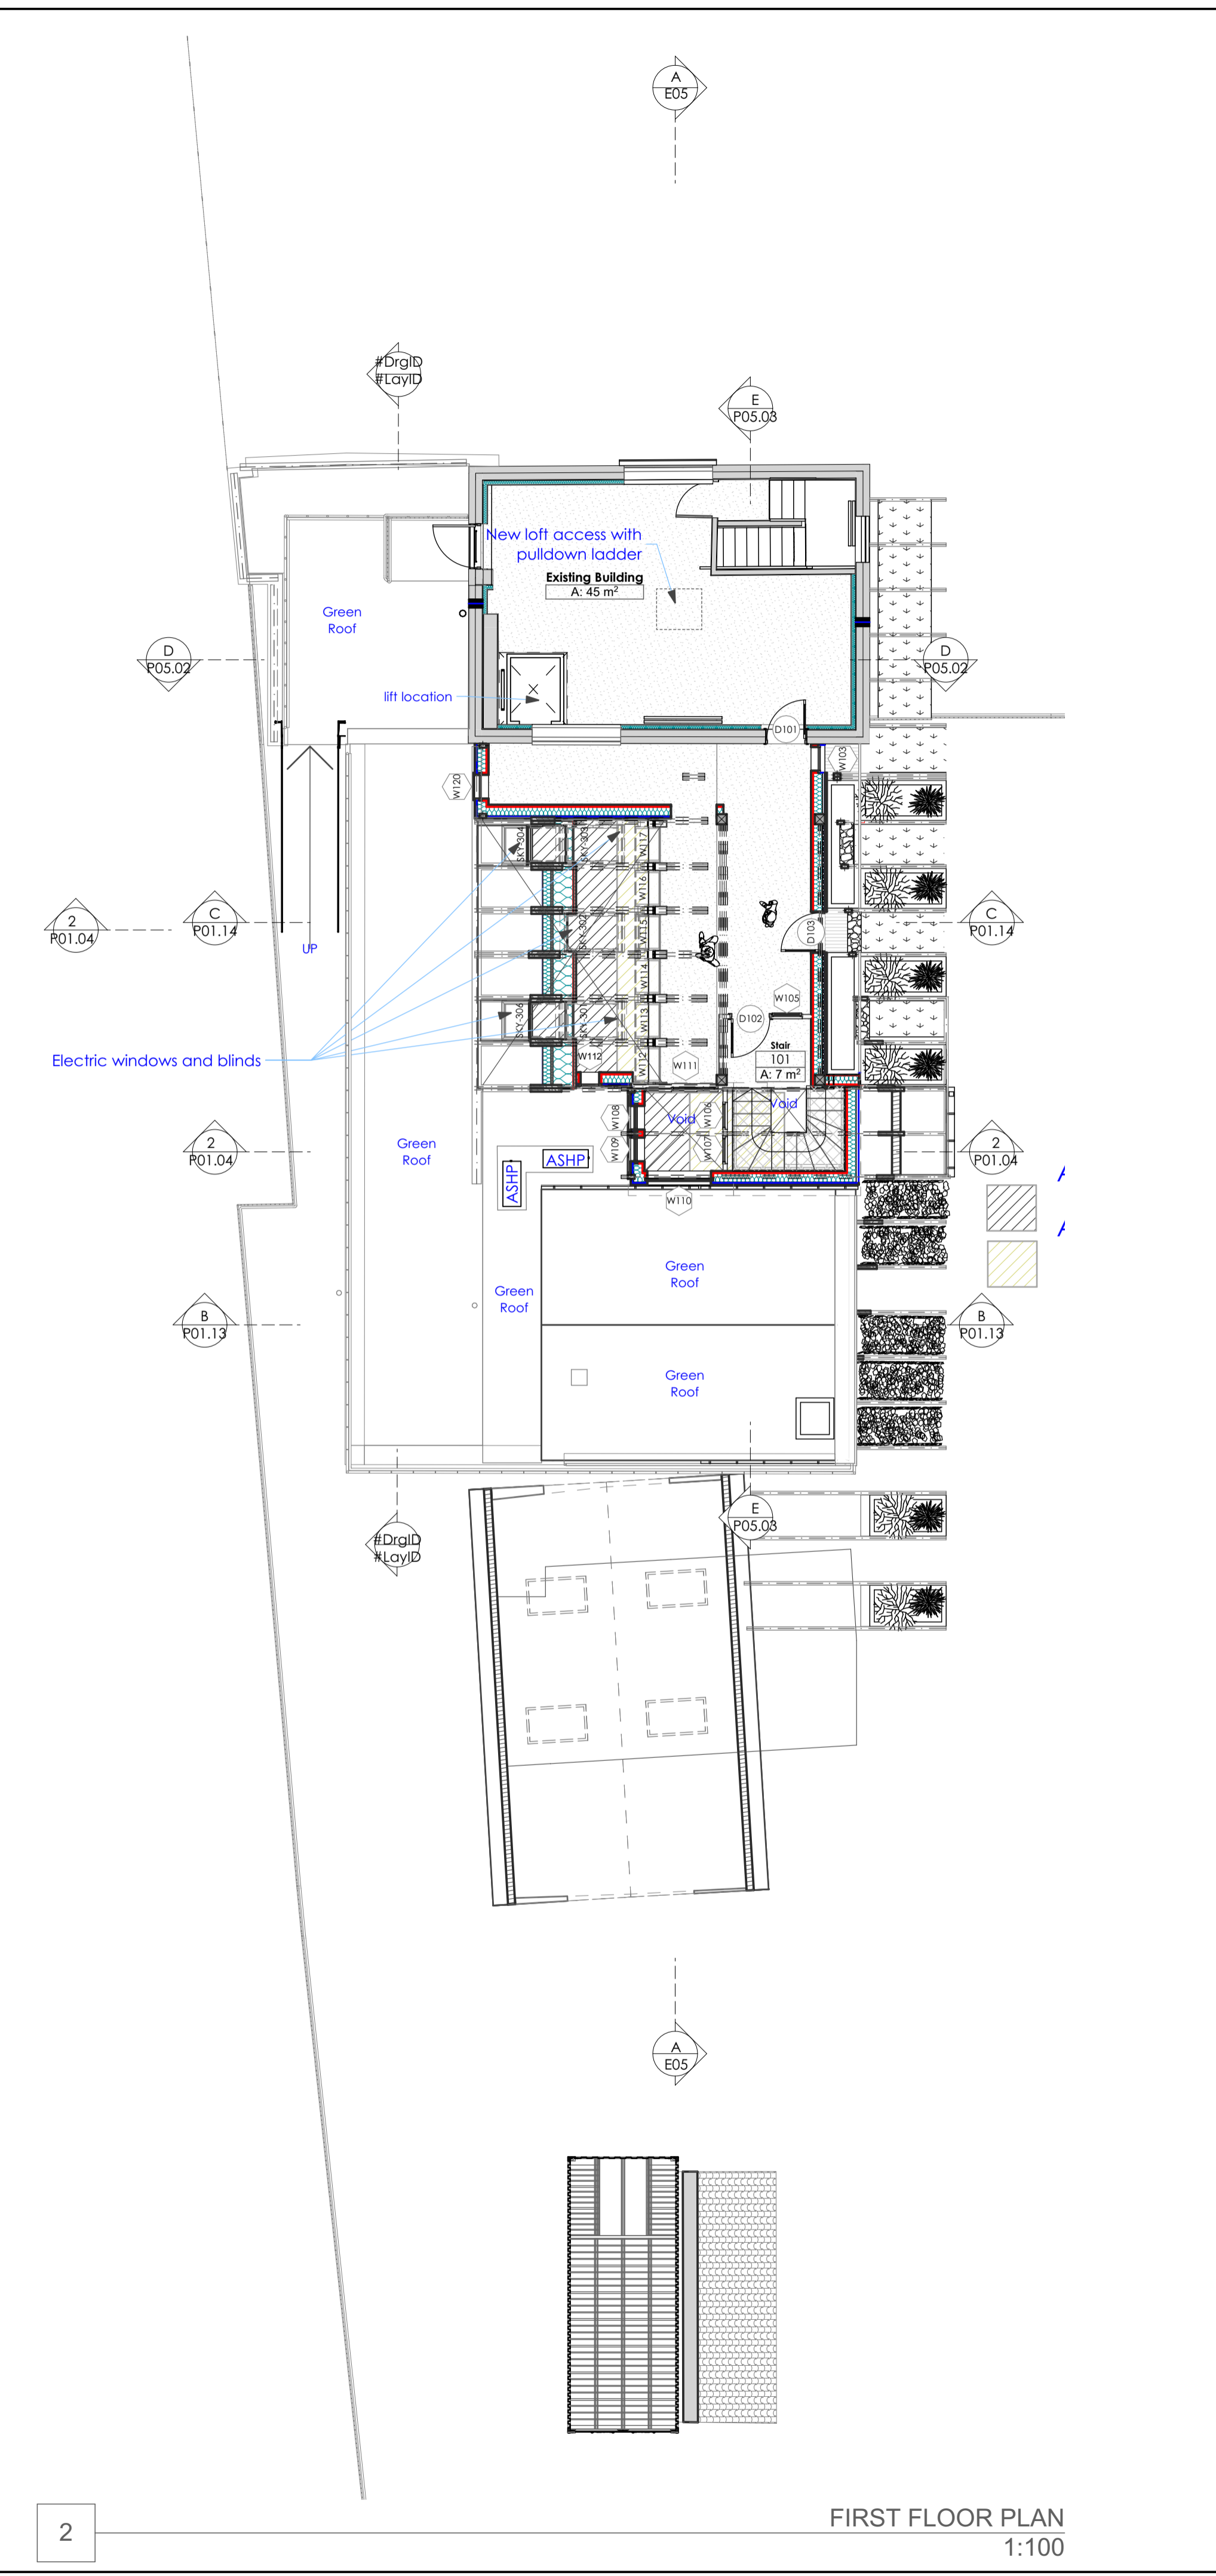 A
E05
#DrgID
#LayID
E
P05.03
New loft access with
pulldown ladder
Existing Building
A: 45 m²
Green
Roof
D
P05.02
D
P05.02
lift location
D101
W103
W120
SKY-304
SKY-303
W117
W116
2
P01.04
C
P01.14
SKY-302
W115
D103
C
P01.14
UP
W114
W105
SKY-306
SKY-301
W113
D102
Electric windows and blinds
W112
W112
W111
Stair
101
A: 7 m²
Void
Void
W108
W106
W109
W107
2
P01.04
Green
Roof
ASHP
ASHP
2
P01.04
W110
Green
Roof
Green
Roof
B
P01.13
B
P01.13
Green
Roof
#DrgID
#LayID
E
P05.03
A
E05
2
FIRST FLOOR PLAN
1:100